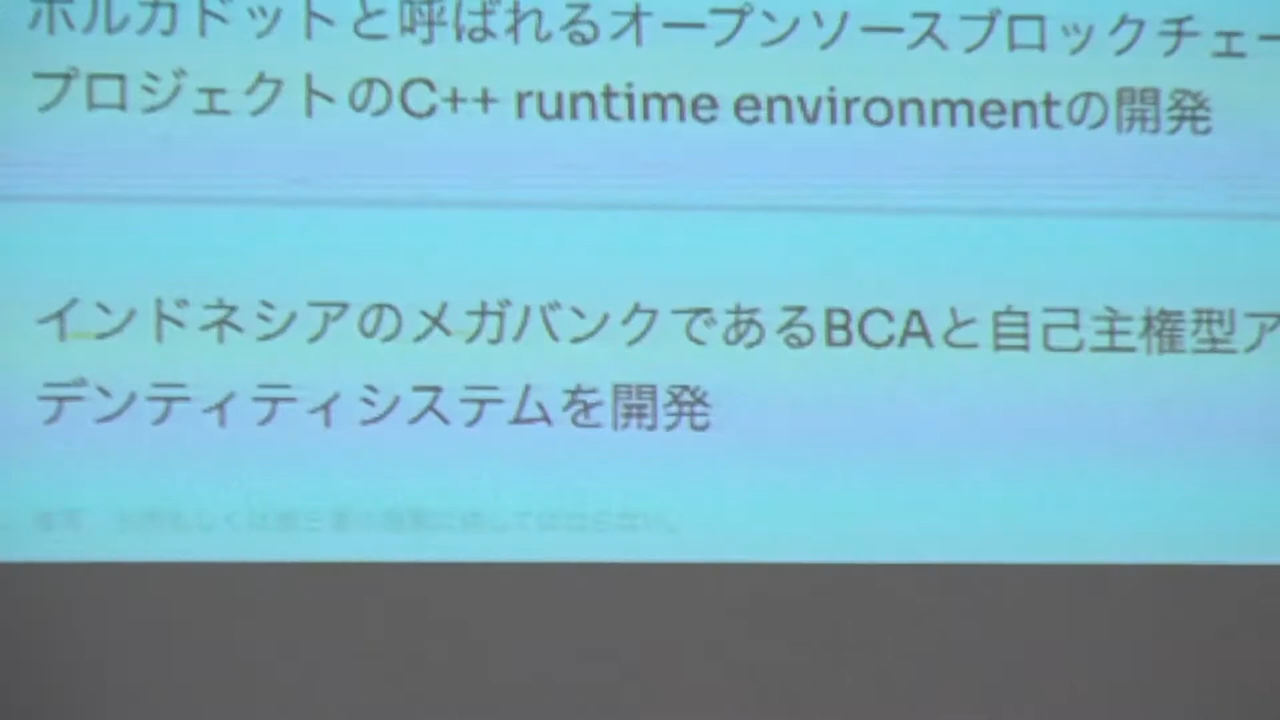 ポルカドットと呼ばれるオープンソースブロックチェー
プロジェクトのC++ runtime environmentの開発
インドネシアのメガバンクであるBCAと自己主権型ア
デンティティシステムを開発